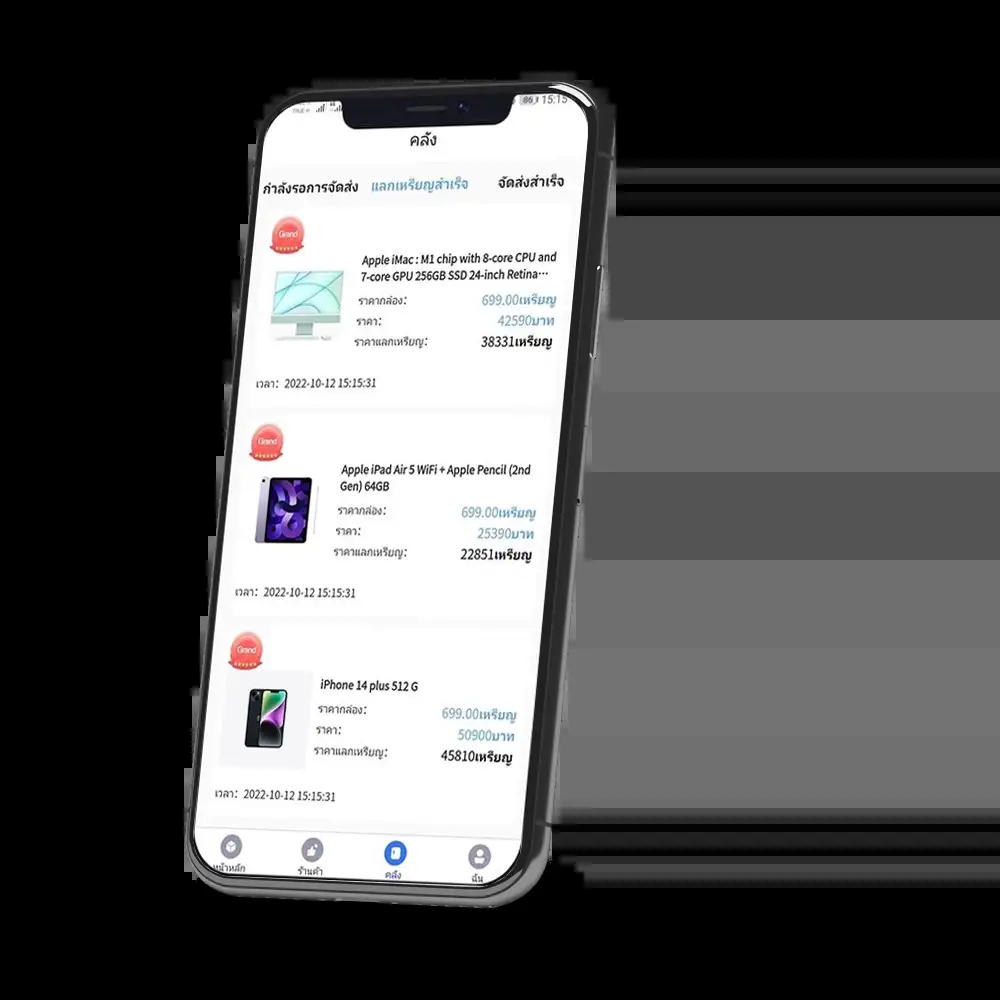 86 15:15
คลัง
กำลังรอการจัดส่ง แลกเหรียญสำเร็จ จัดส่งสำเร็จ
Grand
Apple iMac : M1 chip with 8-core CPU and
7-core GPU 256GB SSD 24-inch Retina…
ราคากล่อง: 699.00เหรียญ
ราคา: 42590บาท
ราคาแลกเหรียญ: 38331เหรียญ
เวลา: 2022-10-12 15:15:31
Grand
Apple iPad Air 5 WiFi + Apple Pencil (2nd
Gen) 64GB
ราคากล่อง: 699.00เหรียญ
ราคา: 25390บาท
ราคาแลกเหรียญ: 22851เหรียญ
เวลา: 2022-10-12 15:15:31
Grand
iPhone 14 plus 512 G
ราคากล่อง: 699.00เหรียญ
ราคา: 50900บาท
ราคาแลกเหรียญ: 45810เหรียญ
เวลา: 2022-10-12 15:15:31
หน้าหลัก ร้านค้า คลัง ฉัน